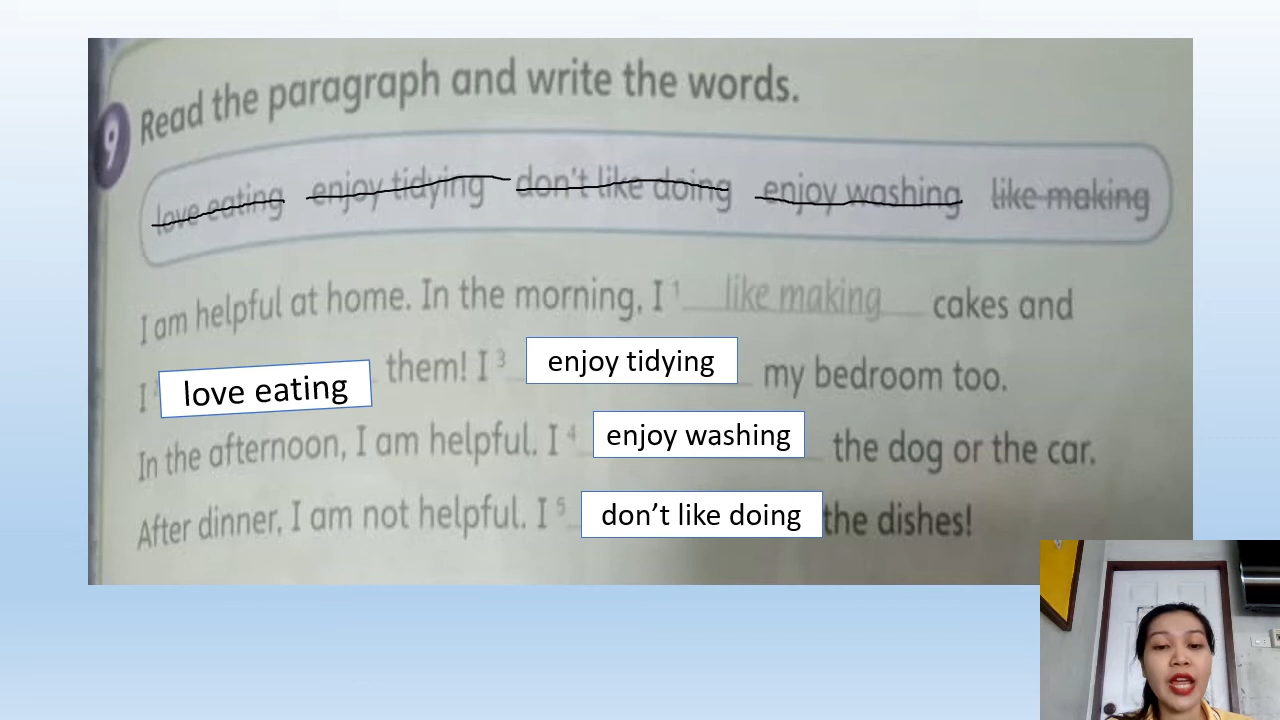 9 Read the paragraph and write the words.
love eating enjoy tidying don't like doing enjoy washing like making
I am helpful at home. In the morning, I 1 like making cakes and
I love eating them! I 3 enjoy tidying my bedroom too.
In the afternoon, I am helpful. I 4 enjoy washing the dog or the car.
After dinner, I am not helpful. I 5 don’t like doing the dishes!